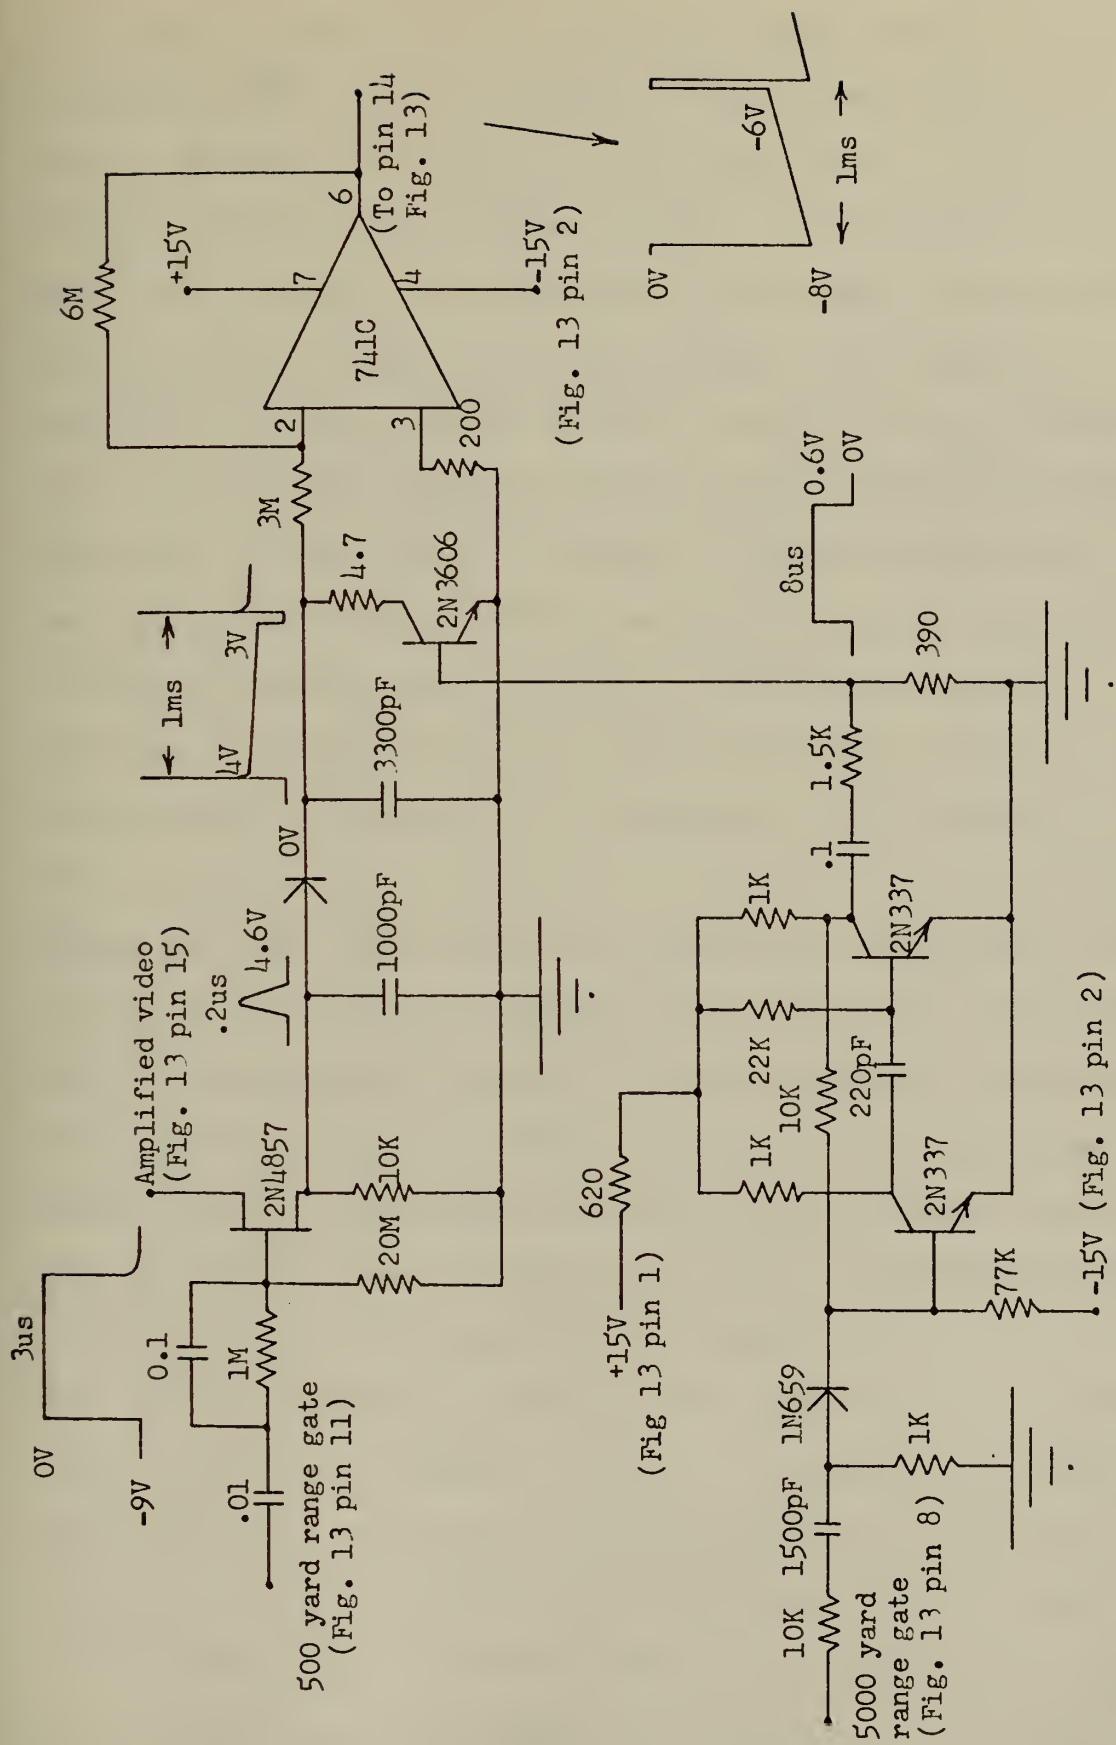 0V
3us
-9V
Amplified video
(Fig. 13 pin 15)
0.1
1M
.01
500 yard range gate
(Fig. 13 pin 11)
2N4857
20M
10K
.2us
4.6V
1000pF
0V
4V
1ms
3V
3300pF
4.7
2N3606
3M
6M
+15V
2
3
7
4
6
741C
200
-15V
(Fig. 13 pin 2)
(To pin 14
Fig. 13)
0V
-8V
-6V
1ms
+15V
(Fig 13 pin 1)
620
1K
22K
10K
1K
220pF
2N337
2N337
.1
1.5K
390
8us
0.6V
0V
10K
1500pF
1N659
1K
77K
-15V (Fig. 13 pin 2)
5000 yard
range gate
(Fig. 13 pin 8)